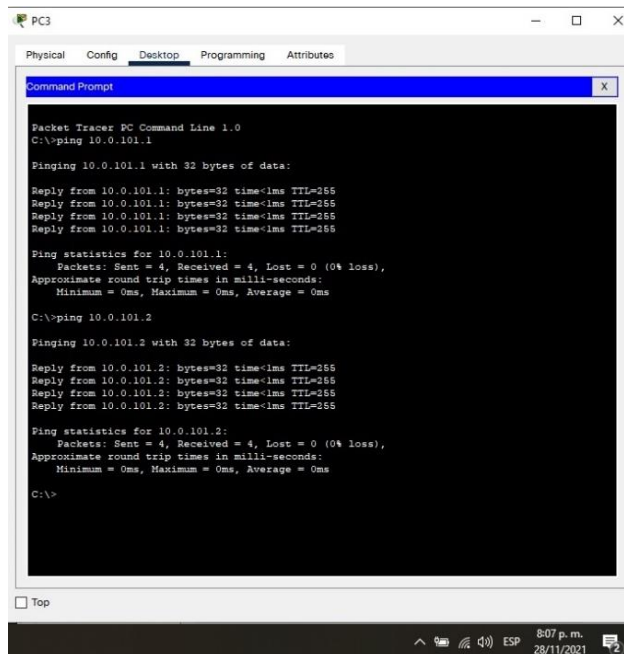 PC3
Physical Config Desktop Programming Attributes
Command Prompt
X
Packet Tracer PC Command Line 1.0
C:\>ping 10.0.101.1
Pinging 10.0.101.1 with 32 bytes of data:
Reply from 10.0.101.1: bytes=32 time<1ms TTL=255
Reply from 10.0.101.1: bytes=32 time<1ms TTL=255
Reply from 10.0.101.1: bytes=32 time<1ms TTL=255
Reply from 10.0.101.1: bytes=32 time<1ms TTL=255
Ping statistics for 10.0.101.1:
Packets: Sent = 4, Received = 4, Lost = 0 (0% loss),
Approximate round trip times in milli-seconds:
Minimum = 0ms, Maximum = 0ms, Average = 0ms
C:\>ping 10.0.101.2
Pinging 10.0.101.2 with 32 bytes of data:
Reply from 10.0.101.2: bytes=32 time<1ms TTL=255
Reply from 10.0.101.2: bytes=32 time<1ms TTL=255
Reply from 10.0.101.2: bytes=32 time<1ms TTL=255
Reply from 10.0.101.2: bytes=32 time<1ms TTL=255
Ping statistics for 10.0.101.2:
Packets: Sent = 4, Received = 4, Lost = 0 (0% loss),
Approximate round trip times in milli-seconds:
Minimum = 0ms, Maximum = 0ms, Average = 0ms
C:\>
Top
ESP
8:07 p. m.
28/11/2021
2